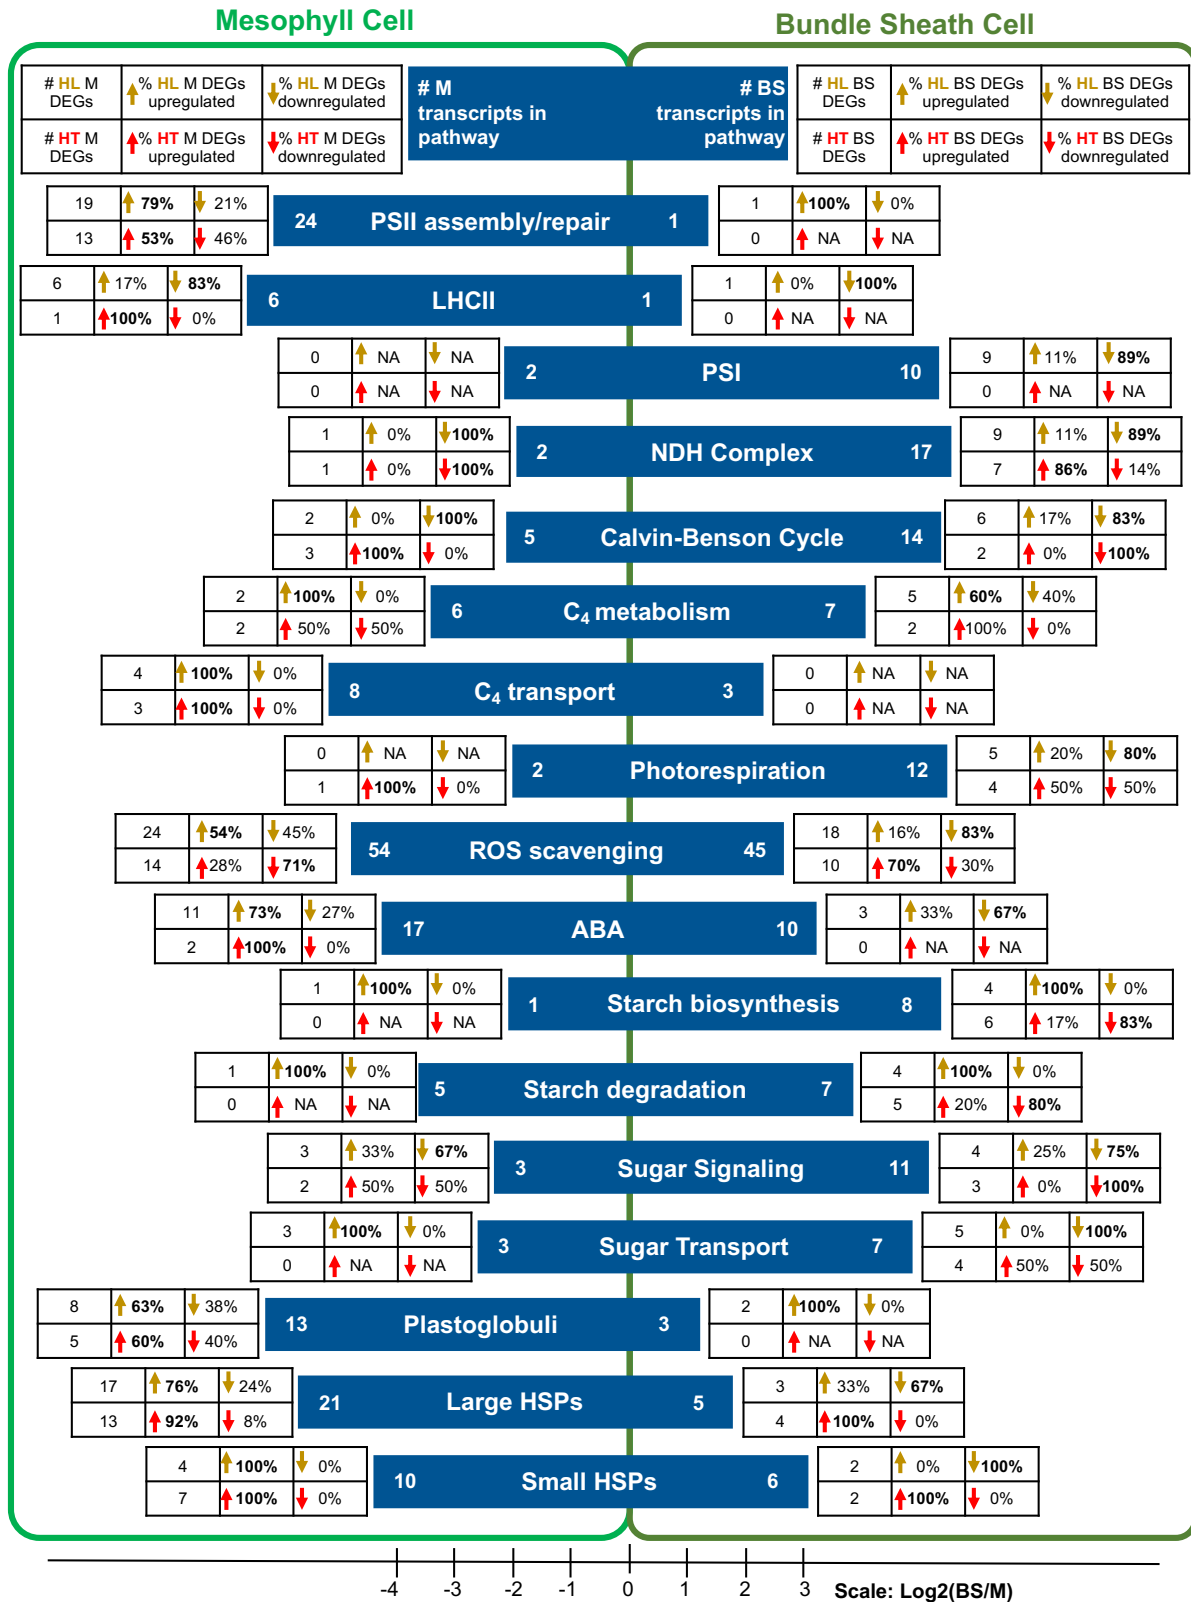 Mesophyll Cell
Bundle Sheath Cell
# HL M DEGs
% HL M DEGs upregulated
% HL M DEGs downregulated
# HT M DEGs
% HT M DEGs upregulated
% HT M DEGs downregulated
# M transcripts in pathway
# BS transcripts in pathway
# HL BS DEGs
% HL BS DEGs upregulated
% HL BS DEGs downregulated
# HT BS DEGs
% HT BS DEGs upregulated
% HT BS DEGs downregulated
19 79% 21%
13 53% 46%
24 PSII assembly/repair 1
1 100% 0%
0 NA NA
6 17% 83%
1 100% 0%
6 LHCII 1
1 0% 100%
0 NA NA
0 NA NA
0 NA NA
2 PSI 10
9 11% 89%
0 NA NA
1 0% 100%
1 0% 100%
2 NDH Complex 17
9 11% 89%
7 86% 14%
2 0% 100%
3 100% 0%
5 Calvin-Benson Cycle 14
6 17% 83%
2 0% 100%
2 100% 0%
2 50% 50%
6 C4 metabolism 7
5 60% 40%
2 100% 0%
4 100% 0%
3 100% 0%
8 C4 transport 3
0 NA NA
0 NA NA
0 NA NA
1 100% 0%
2 Photorespiration 12
5 20% 80%
4 50% 50%
24 54% 45%
14 28% 71%
54 ROS scavenging 45
18 16% 83%
10 70% 30%
11 73% 27%
2 100% 0%
17 ABA 10
3 33% 67%
0 NA NA
1 100% 0%
0 NA NA
1 Starch biosynthesis 8
4 100% 0%
6 17% 83%
1 100% 0%
0 NA NA
5 Starch degradation 7
4 100% 0%
5 20% 80%
3 33% 67%
2 50% 50%
3 Sugar Signaling 11
4 25% 75%
3 0% 100%
3 100% 0%
0 NA NA
3 Sugar Transport 7
5 0% 100%
4 50% 50%
8 63% 38%
5 60% 40%
13 Plastoglobuli 3
2 100% 0%
0 NA NA
17 76% 24%
13 92% 8%
21 Large HSPs 5
3 33% 67%
4 100% 0%
4 100% 0%
7 100% 0%
10 Small HSPs 6
2 0% 100%
2 100% 0%
-4 -3 -2 -1 0 1 2 3 Scale: Log2(BS/M)